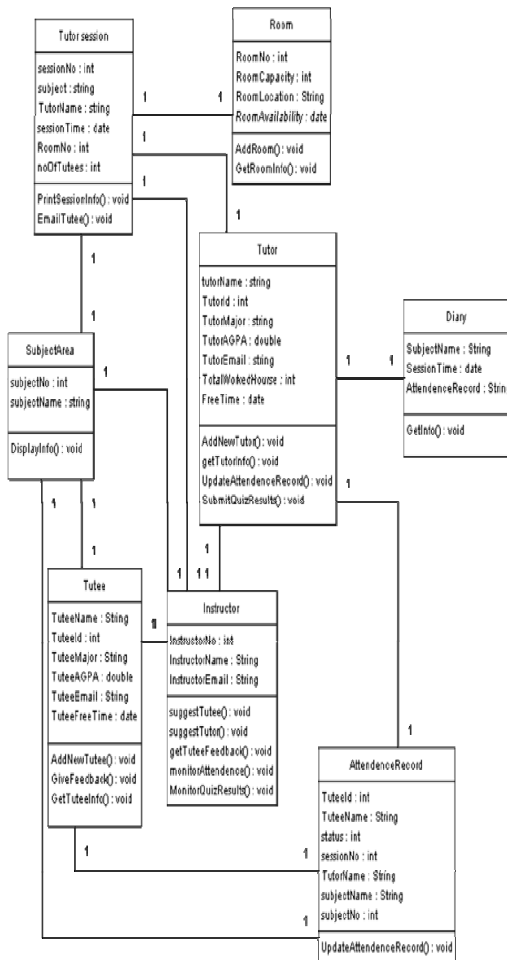 Tutor session
sessionNo : int
subject : string
TutorName : string
sessionTime : date
RoomNo : int
noOfTutees : int
PrintSessionInfo() : void
EmailTutee() : void
Room
RoomNo : int
RoomCapacity : int
RoomLocation : String
RoomAvailability : date
AddRoom() : void
GetRoomInfo() : void
1
1
1
1
1
1
1
Tutor
tutorName : string
TutorId : int
TutorMajor : string
TutorAGPA : double
TutorEmail : string
TotalWorkedHourse : int
FreeTime : date
AddNewTutor() : void
getTutorInfo() : void
UpdateAttendenceRecord() : void
SubmitQuizResults() : void
1
1
Diary
SubjectName : String
SessionTime : date
AttendenceRecord : String
GetInfo() : void
SubjectArea
subjectNo : int
subjectName : string
DisplayInfo() : void
1
1
1
1
1
1
1
1 1
Tutee
TuteeName : String
TuteeId : int
TuteeMajor : String
TuteeAGPA : double
TuteeEmail : String
TuteeFreeTime : date
AddNewTutee() : void
GiveFeedback() : void
GetTuteeInfo() : void
11
Instructor
InstructorNo : int
InstructorName : String
InstructorEmail : String
suggestTutee() : void
suggestTutor() : void
getTuteeFeedback() : void
monitorAttendence() : void
MonitorQuizResults() : void
1
AttendenceRecord
TuteeId : int
TuteeName : String
status : int
sessionNo : int
TutorName : String
subjectName : String
subjectNo : int
UpdateAttendenceRecord() : void
1
1
1